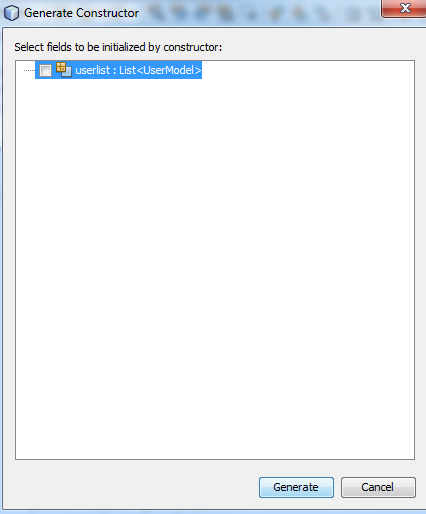 Generate Constructor
Select fields to be initialized by constructor:
userlist : List<UserModel>
Generate Cancel